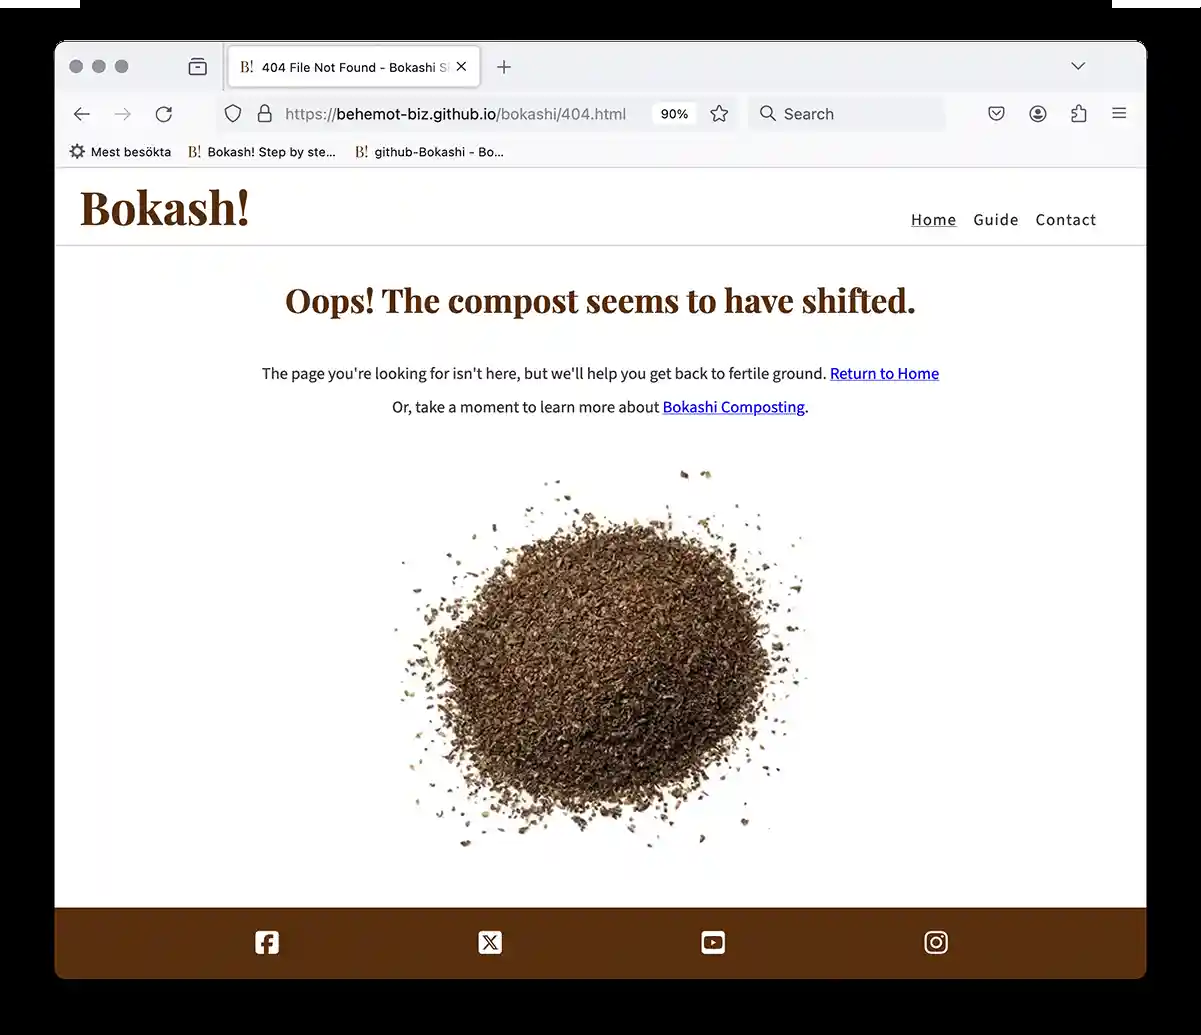 B! 404 File Not Found - Bokashi S
https://behemot-biz.github.io/bokashi/404.html 90% Search
Mest besökta B! Bokash! Step by ste... B! github-Bokashi - Bo...
Bokash!
Home Guide Contact
Oops! The compost seems to have shifted.
The page you're looking for isn't here, but we'll help you get back to fertile ground. Return to Home
Or, take a moment to learn more about Bokashi Composting.